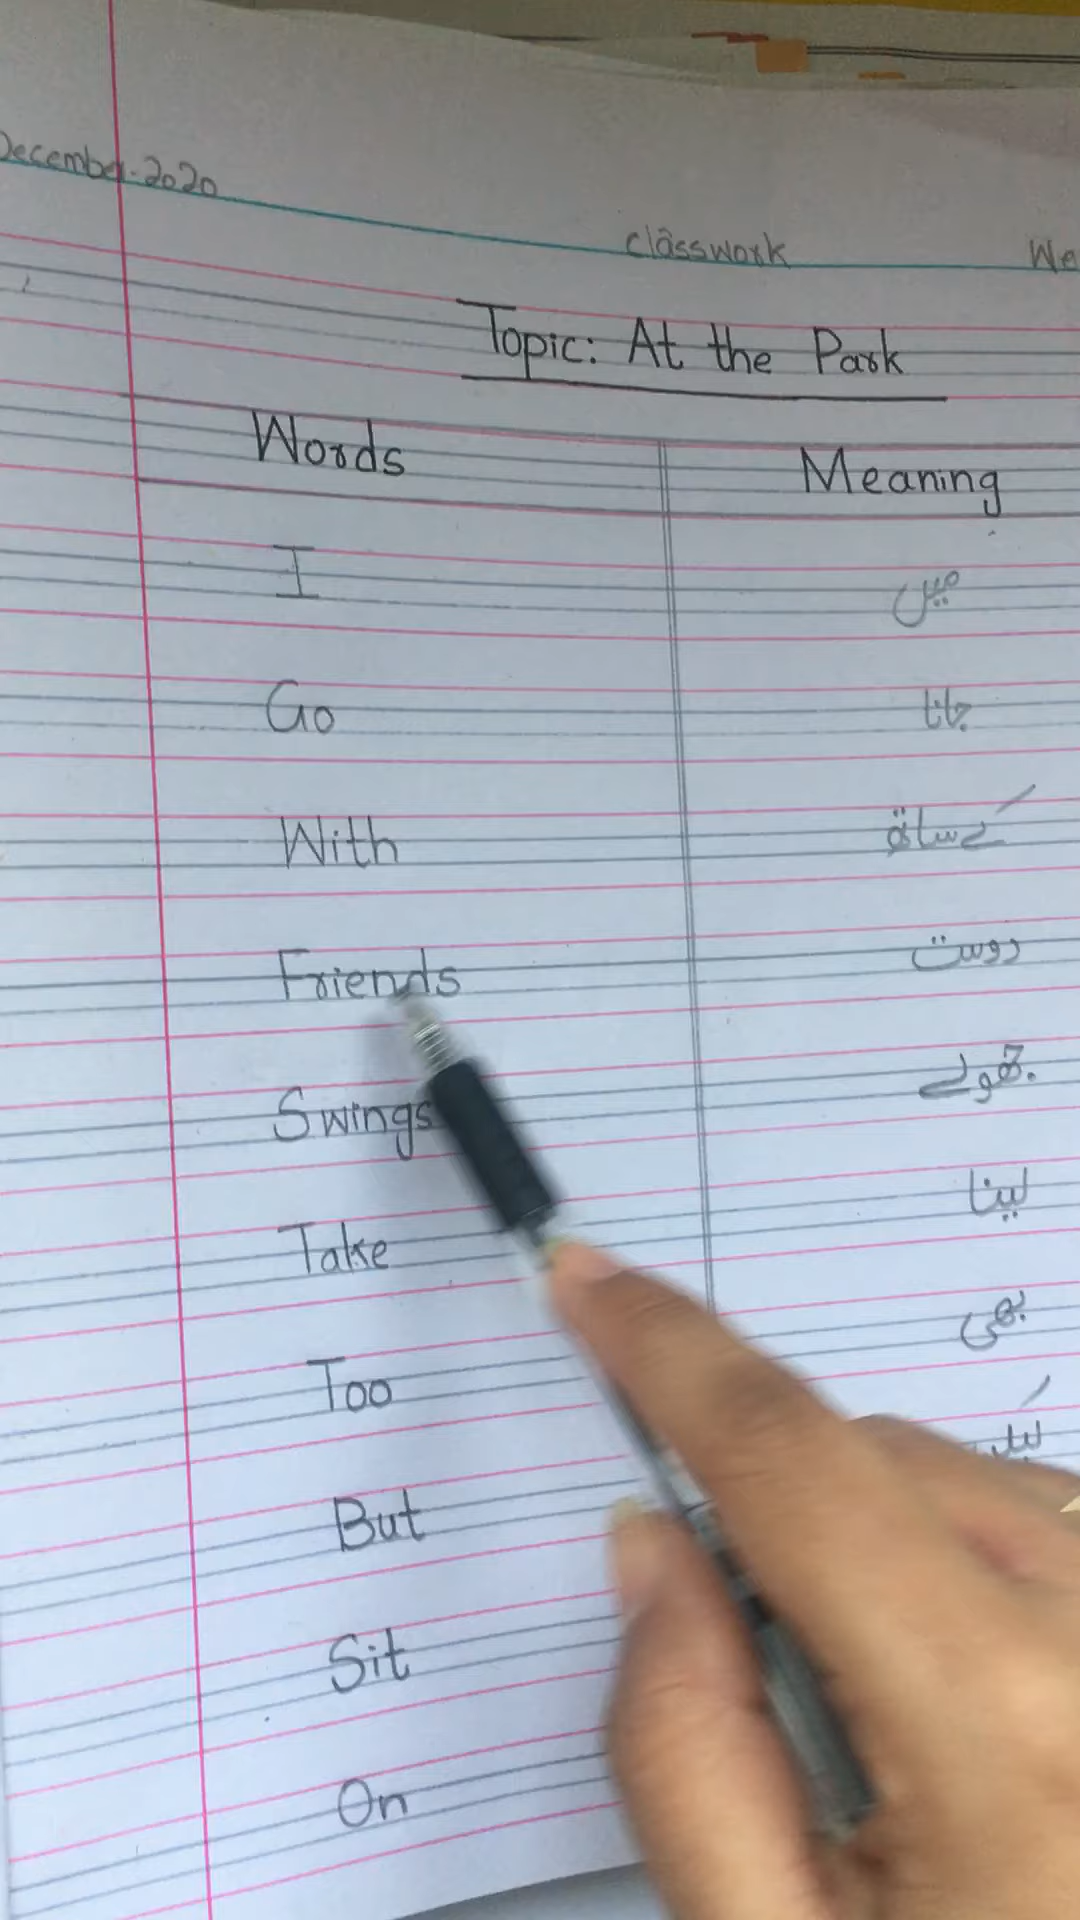 December.2020
classwork
Topic: At the Park
Words Meaning
I میں
Go جانا
With کے ساتھ
Friends دوست
Swings جھولے
Take لینا
Too بھی
But
Sit
On